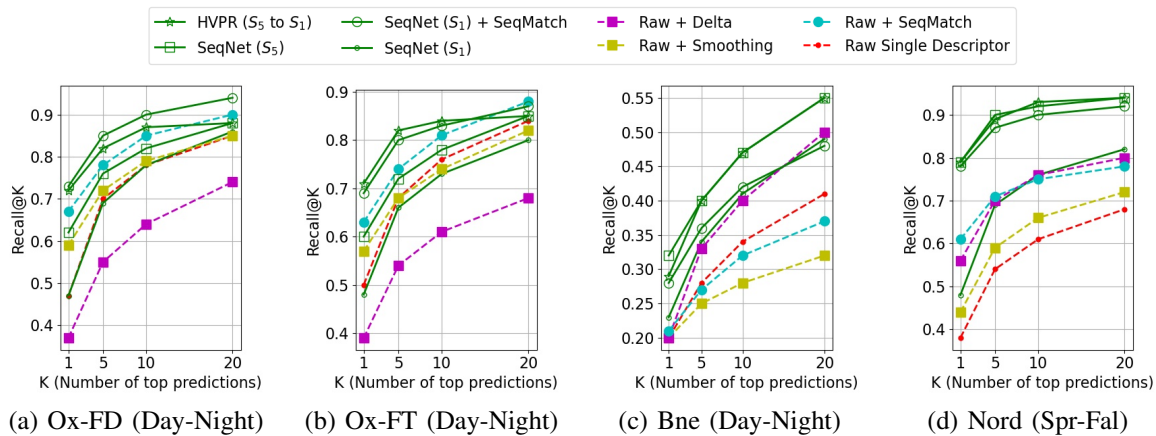 HVPR (S5 to S1)
SeqNet (S5)
SeqNet (S1) + SeqMatch
SeqNet (S1)
Raw + Delta
Raw + Smoothing
Raw + SeqMatch
Raw Single Descriptor
Recall@K
0.9
0.8
0.7
0.6
0.5
0.4
1 5 10 20
K (Number of top predictions)
(a) Ox-FD (Day-Night)
Recall@K
0.9
0.8
0.7
0.6
0.5
0.4
1 5 10 20
K (Number of top predictions)
(b) Ox-FT (Day-Night)
Recall@K
0.55
0.50
0.45
0.40
0.35
0.30
0.25
0.20
1 5 10 20
K (Number of top predictions)
(c) Bne (Day-Night)
Recall@K
0.9
0.8
0.7
0.6
0.5
0.4
1 5 10 20
K (Number of top predictions)
(d) Nord (Spr-Fal)